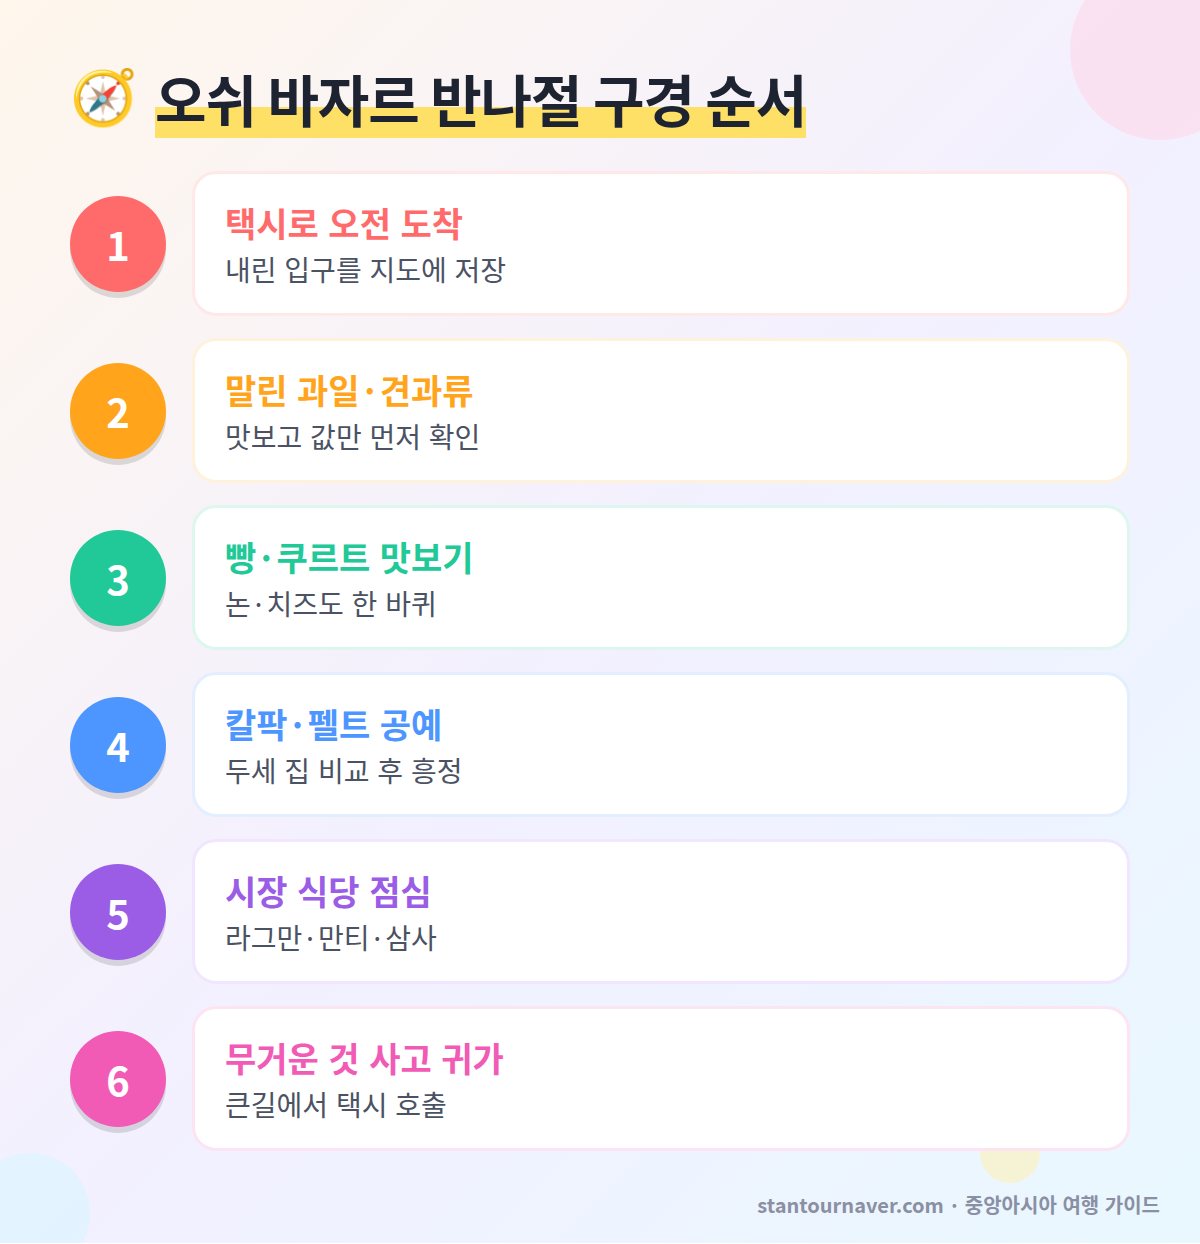 오쉬 바자르 반나절 구경 순서
1
택시로 오전 도착
내린 입구를 지도에 저장
2
말린 과일·견과류
맛보고 값만 먼저 확인
3
빵·쿠르트 맛보기
논·치즈도 한 바퀴
4
칼팍·펠트 공예
두세 집 비교 후 흥정
5
시장 식당 점심
라그만·만티·삼사
6
무거운 것 사고 귀가
큰길에서 택시 호출
stantournaver.com · 중앙아시아 여행 가이드